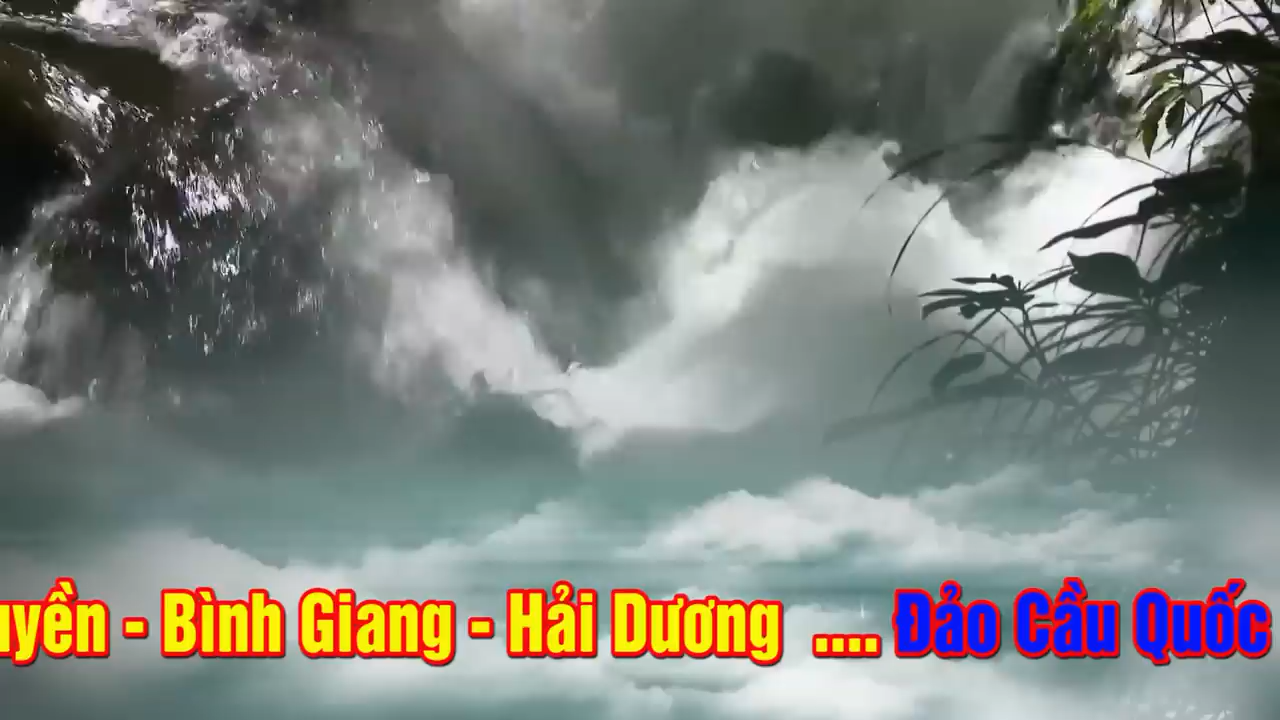 - Bình Giang - Hải Dương .... Đảo Cầu Quốc